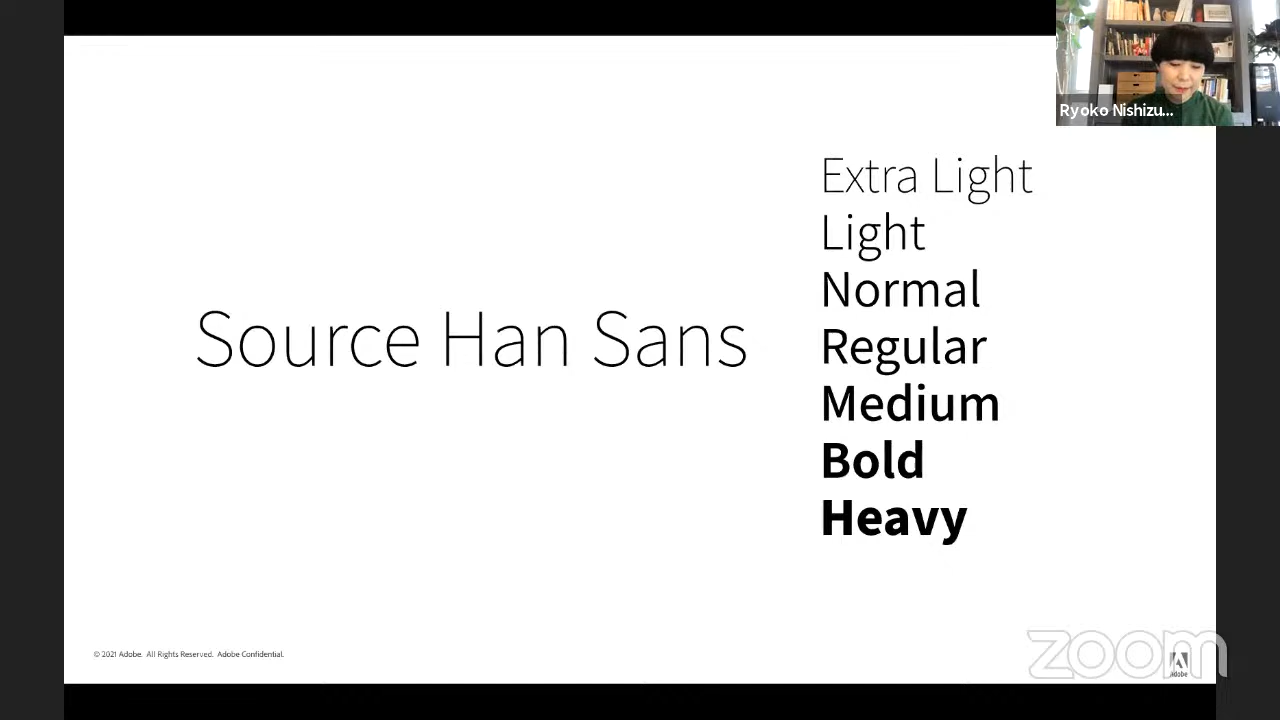 Ryoko Nishizu...
Extra Light
Light
Normal
Regular
Medium
Bold
Heavy
Source Han Sans
© 2021 Adobe. All Rights Reserved. Adobe Confidential.
zoom
Adobe